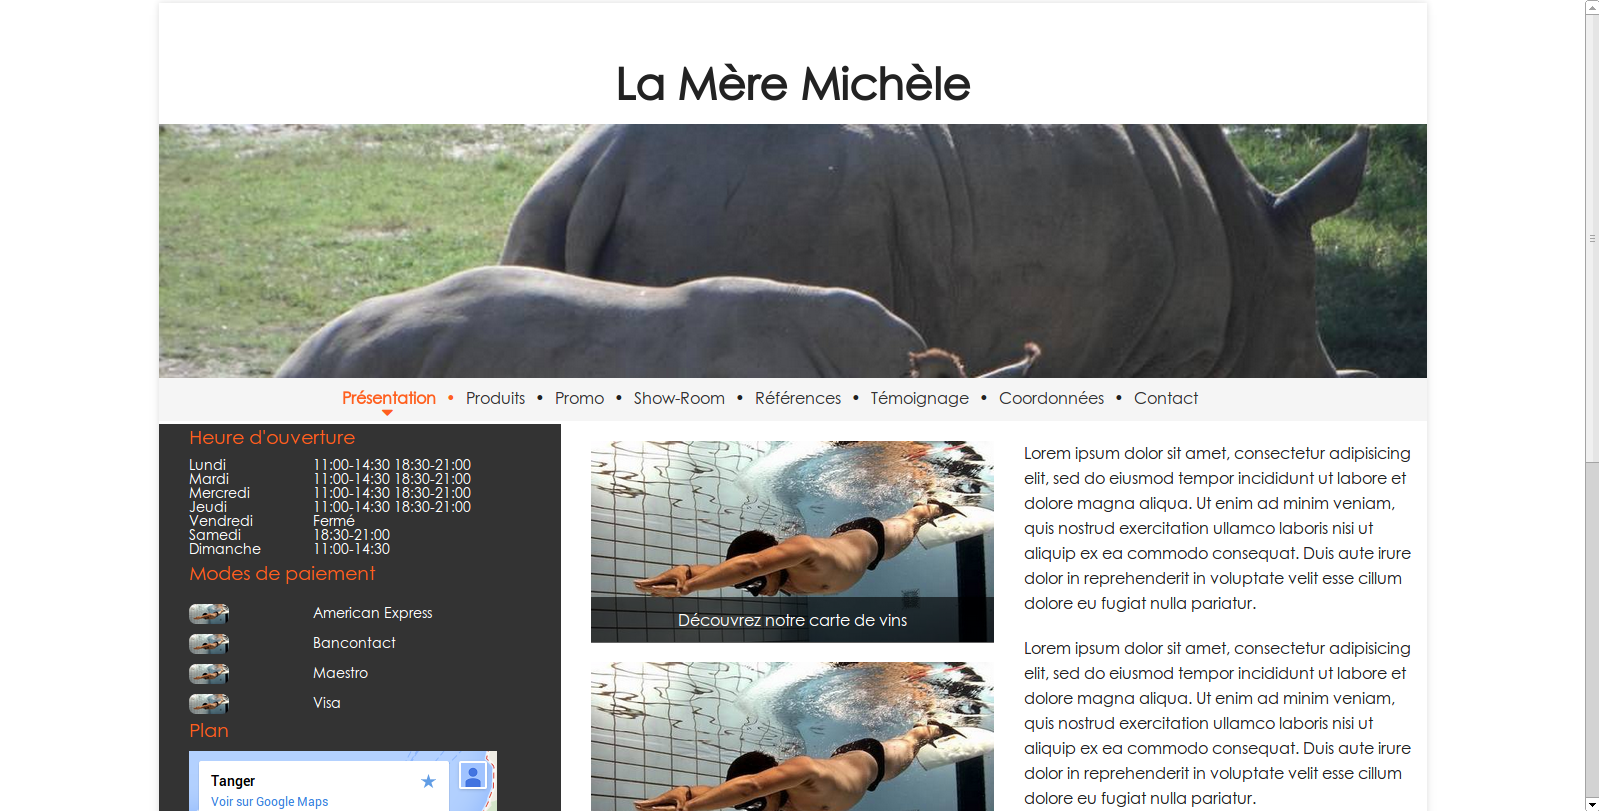 La Mère Michèle
Présentation • Produits • Promo • Show-Room • Références • Témoignage • Coordonnées • Contact
Heure d'ouverture
Lundi 11:00-14:30 18:30-21:00
Mardi 11:00-14:30 18:30-21:00
Mercredi 11:00-14:30 18:30-21:00
Jeudi 11:00-14:30 18:30-21:00
Vendredi Fermé
Samedi 18:30-21:00
Dimanche 11:00-14:30
Modes de paiement
American Express
Bancontact
Maestro
Visa
Plan
Tanger
Voir sur Google Maps
Découvrez notre carte de vins
Lorem ipsum dolor sit amet, consectetur adipisicing
elit, sed do eiusmod tempor incididunt ut labore et
dolore magna aliqua. Ut enim ad minim veniam,
quis nostrud exercitation ullamco laboris nisi ut
aliquip ex ea commodo consequat. Duis aute irure
dolor in reprehenderit in voluptate velit esse cillum
dolore eu fugiat nulla pariatur.
Lorem ipsum dolor sit amet, consectetur adipisicing
elit, sed do eiusmod tempor incididunt ut labore et
dolore magna aliqua. Ut enim ad minim veniam,
quis nostrud exercitation ullamco laboris nisi ut
aliquip ex ea commodo consequat. Duis aute irure
dolor in reprehenderit in voluptate velit esse cillum
dolore eu fugiat nulla pariatur.